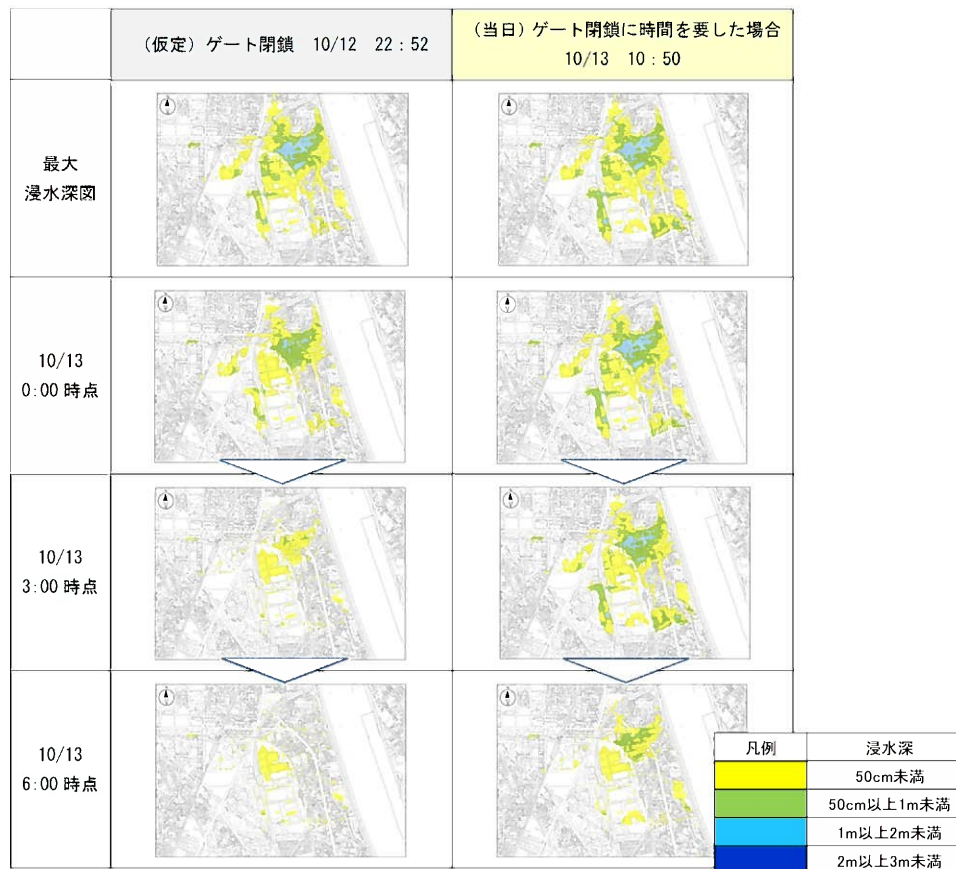 (仮定) ゲート閉鎖 10/12 22:52
(当日) ゲート閉鎖に時間を要した場合
10/13 10:50
最大
浸水深図
10/13
0:00 時点
10/13
3:00 時点
10/13
6:00 時点
凡例 浸水深
50cm未満
50cm以上1m未満
1m以上2m未満
2m以上3m未満